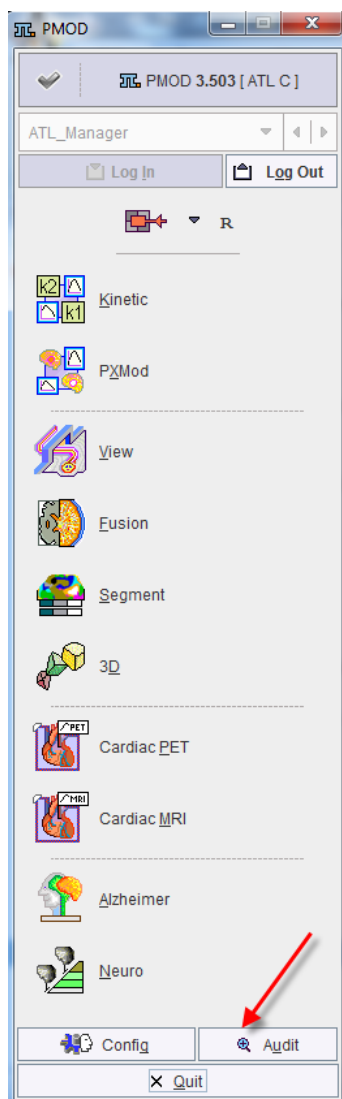 PMOD
PMOD 3.503 [ ATL C ]
ATL_Manager
Log In Log Out
R
k2
k1
Kinetic
PXMod
View
Fusion
Segment
3D
PET
Cardiac PET
MRI
Cardiac MRI
Alzheimer
Neuro
Config Audit
Quit